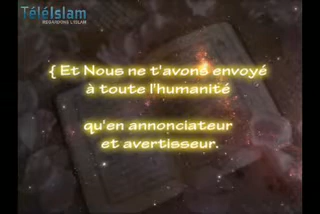 TéléIslam
REGARDONS L'ISLAM
{ Et Nous ne t'avons envoyé
à toute l'humanité
qu'en annonciateur
et avertisseur.